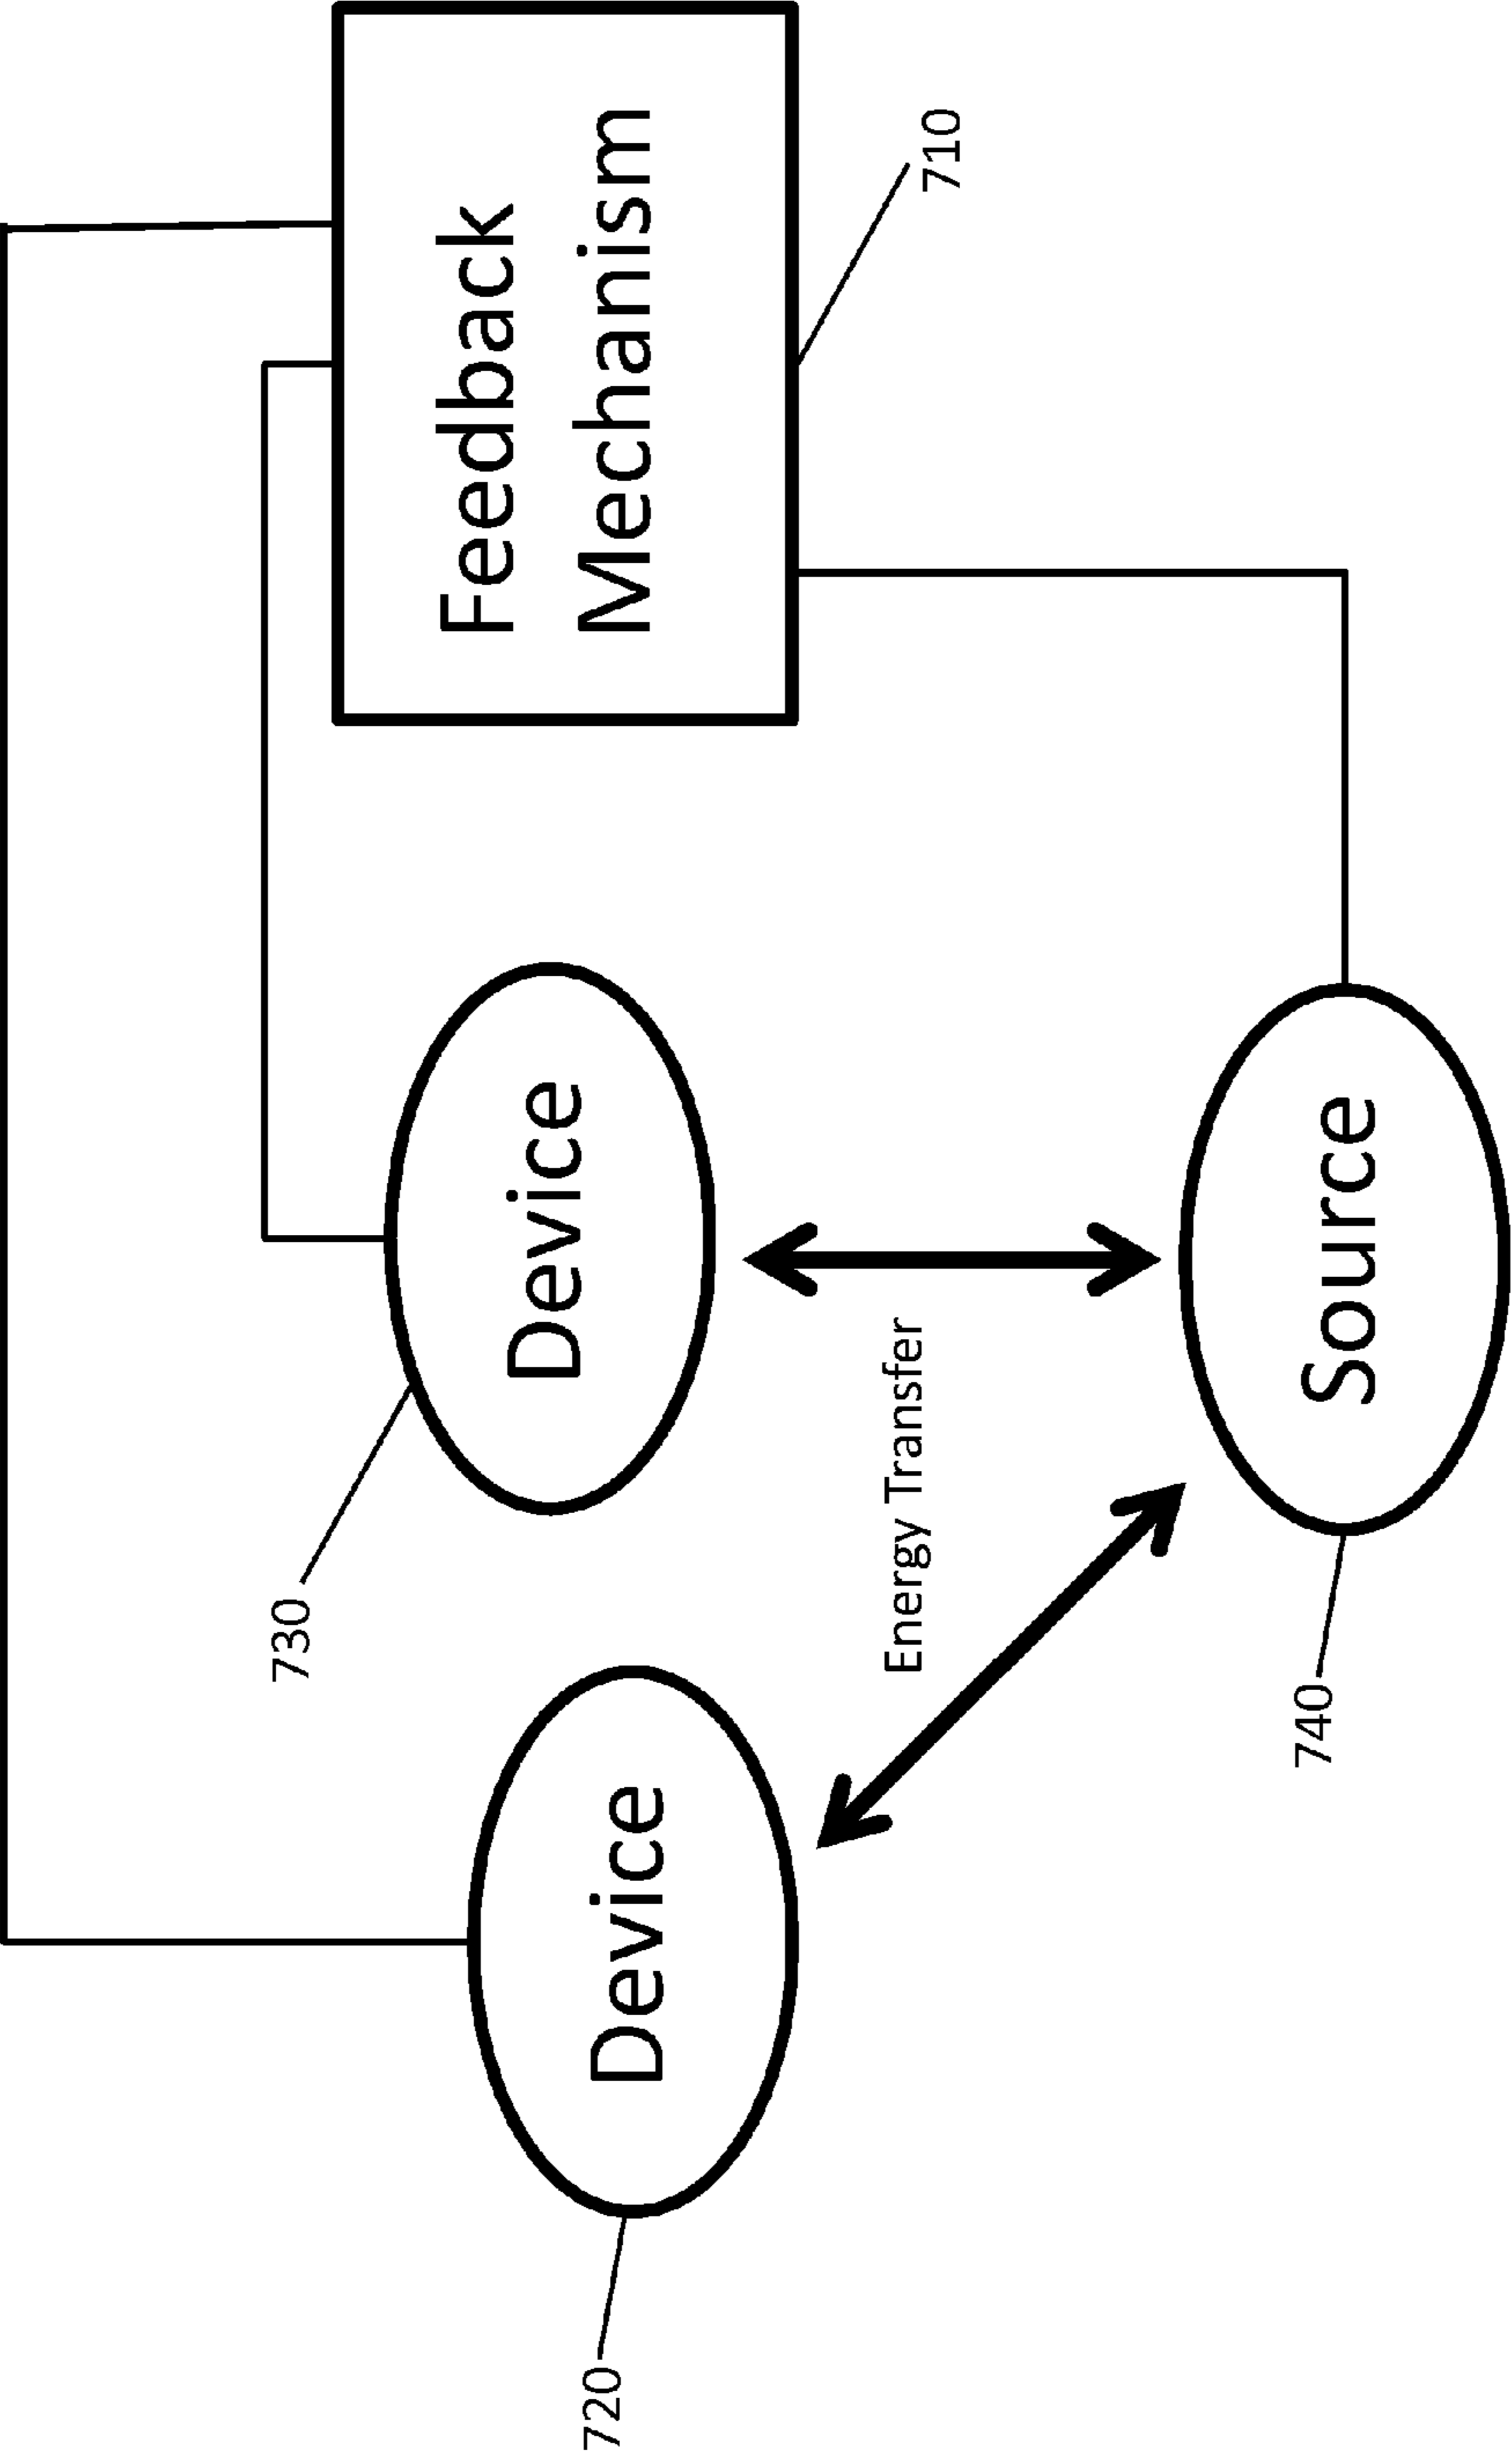 Feedback
Mechanism
710
730
Device
720
Device
Energy Transfer
740
Source